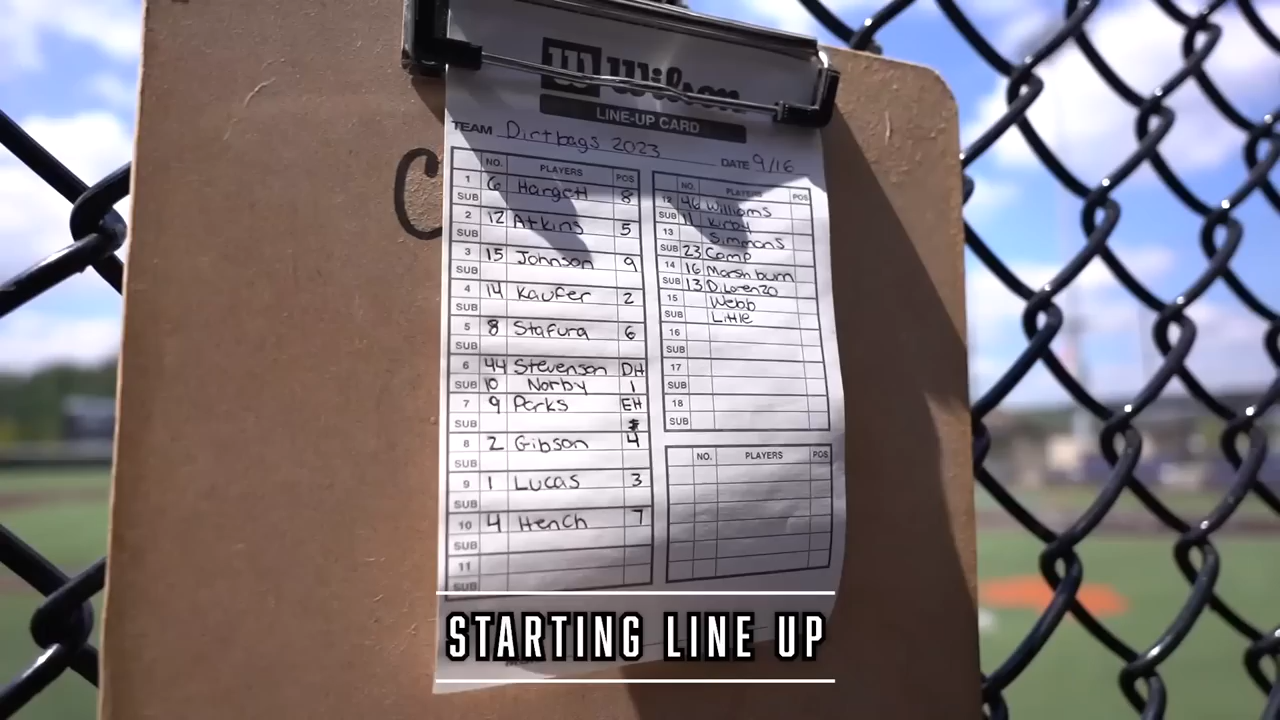 W Wilson
LINE-UP CARD
TEAM Dirtbags 2023 DATE 9/16
C
NO. PLAYERS POS
1 6 Hargett 8
SUB
2 12 Atkins 5
SUB
3 15 Johnson 9
SUB
4 14 Kaufer 2
SUB
5 8 Stafura 6
SUB
6 44 Stevenson DH
SUB 10 Norby 1
7 9 Parks EH
SUB
8 2 Gibson 4
SUB
9 1 Lucas 3
SUB
10 4 Hench 7
SUB
11
SUB
NO. PLAYERS POS
12 46 Williams
SUB 11 Kirby
13 Simmons
SUB 23 Camp
14 16 Marshburn
SUB 13 DiLorenzo
15 Webb
SUB Little
16
SUB
17
SUB
18
SUB
NO. PLAYERS POS
STARTING LINE UP